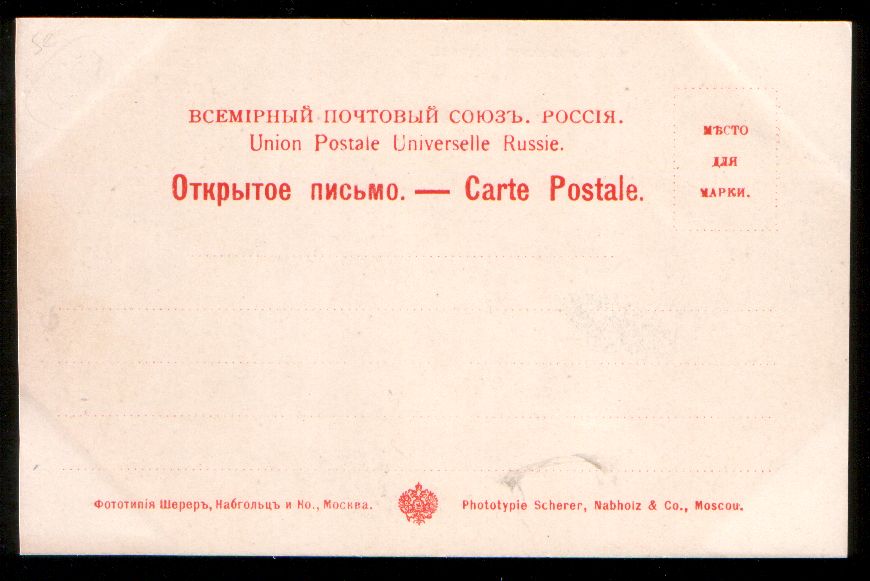 ВСЕМІРНЫЙ ПОЧТОВЫЙ СОЮЗЪ. РОССІЯ.
Union Postale Universelle Russie.
Открытое письмо. — Carte Postale.
МѢСТО
ДЛЯ
МАРКИ.
Фототипія Шереръ, Набгольцъ и Ко., Москва.
Phototypie Scherer, Nabholz & Co., Moscou.